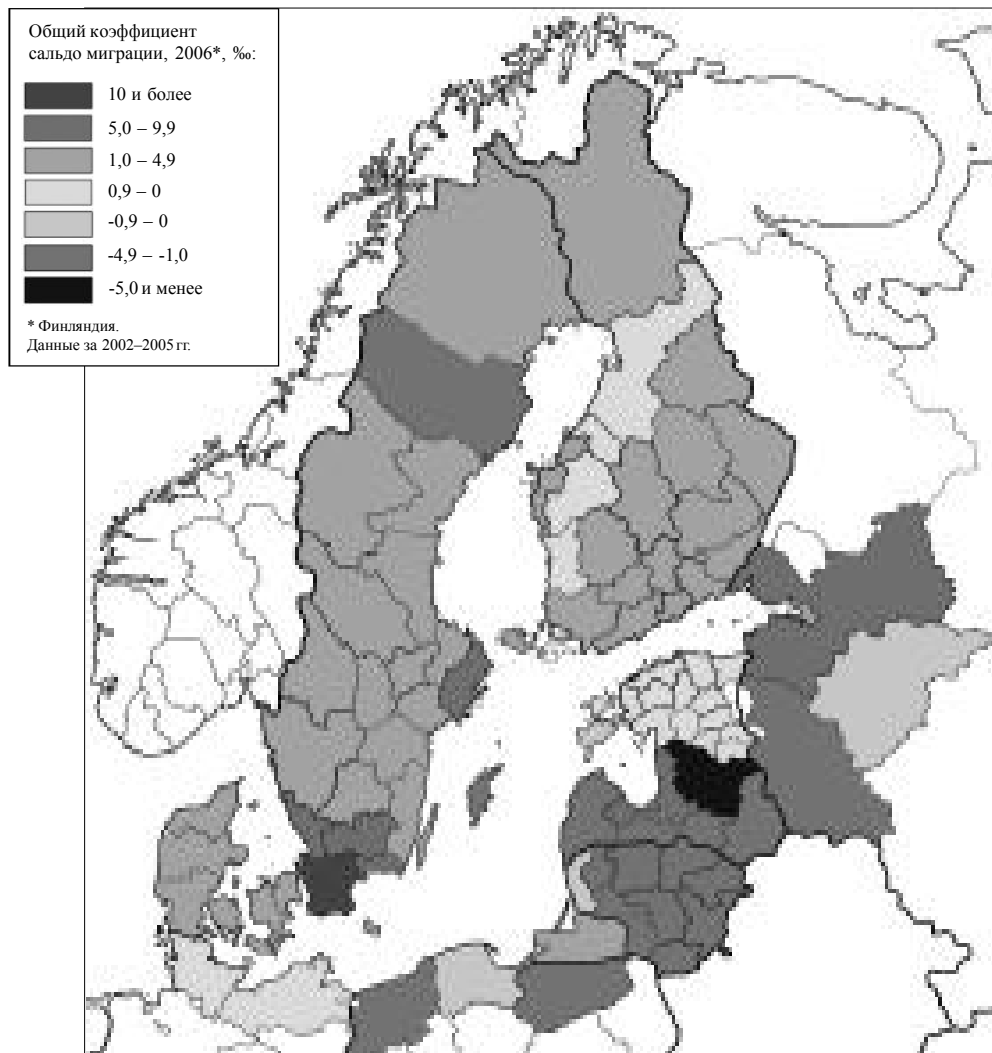 Общий коэффициент
сальдо миграции, 2006*, ‰:
10 и более
5,0 – 9,9
1,0 – 4,9
0,9 – 0
-0,9 – 0
-4,9 – -1,0
-5,0 и менее
* Финляндия.
Данные за 2002–2005 гг.